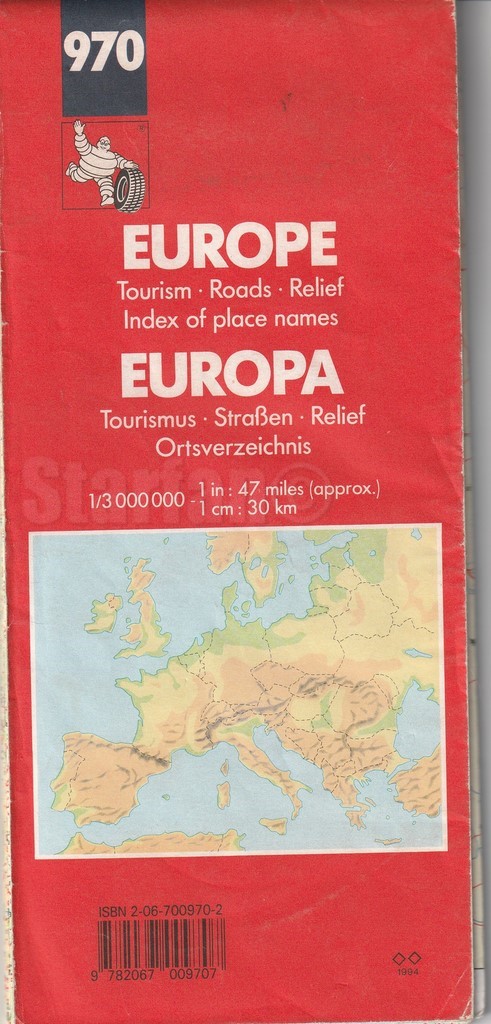 970
EUROPE
Tourism · Roads · Relief
Index of place names
EUROPA
Tourismus · Straßen · Relief
Ortsverzeichnis
1/3 000 000 - 1 in : 47 miles (approx.)
1 cm : 30 km
Starfan©
ISBN 2-06-700970-2
9 782067 009707
1994